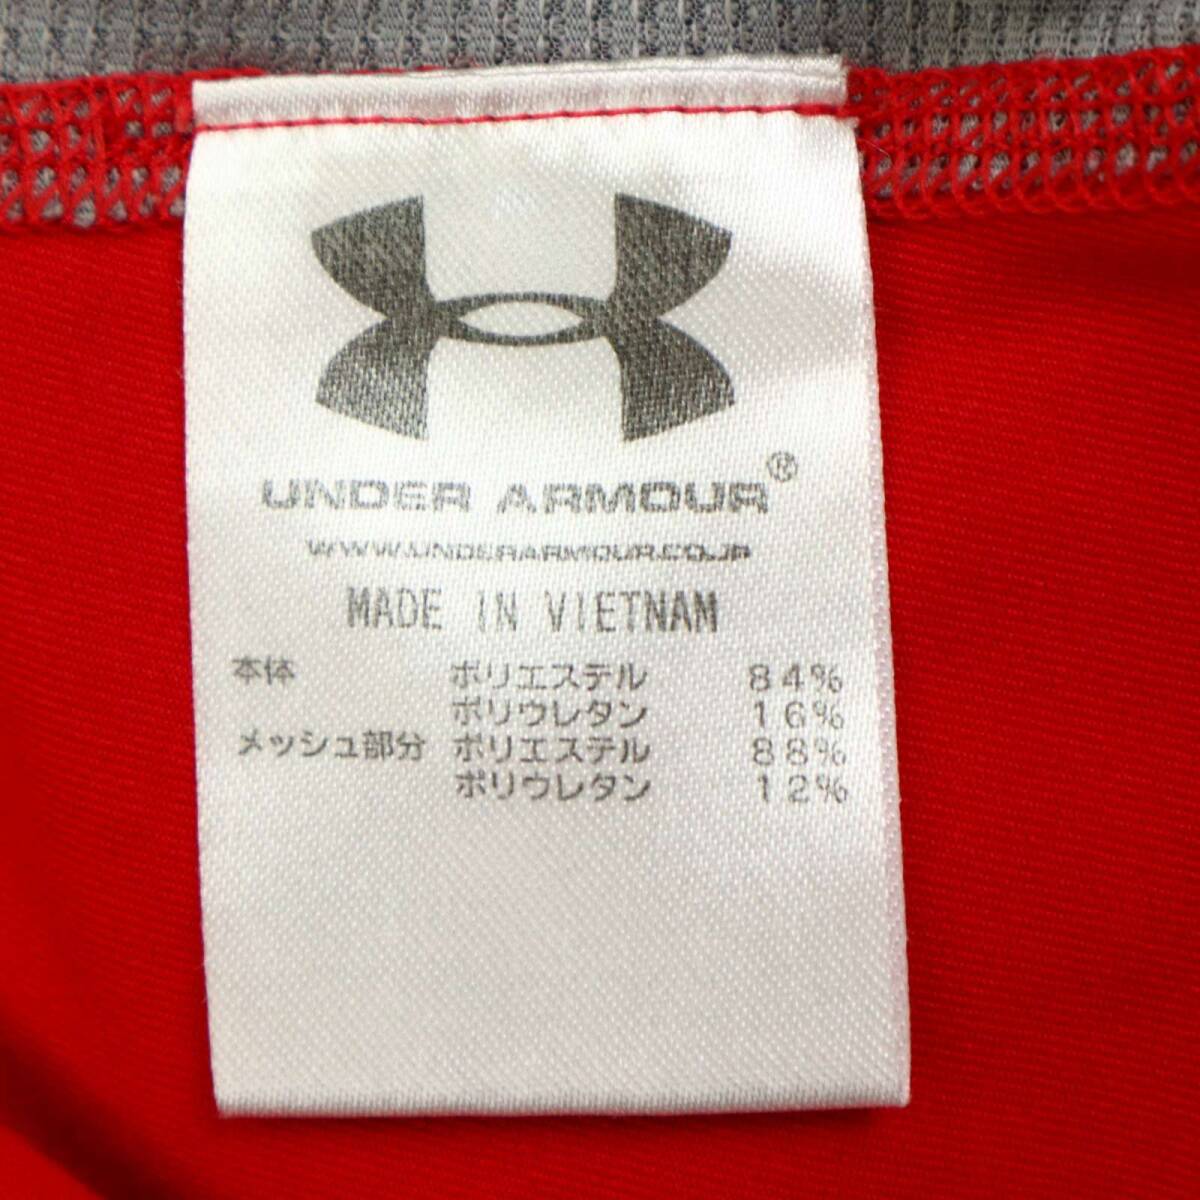 UNDER ARMOUR®
WWW.UNDERARMOUR.CO.JP
MADE IN VIETNAM
本体 ポリエステル 84%
ポリウレタン 16%
メッシュ部分 ポリエステル 88%
ポリウレタン 12%